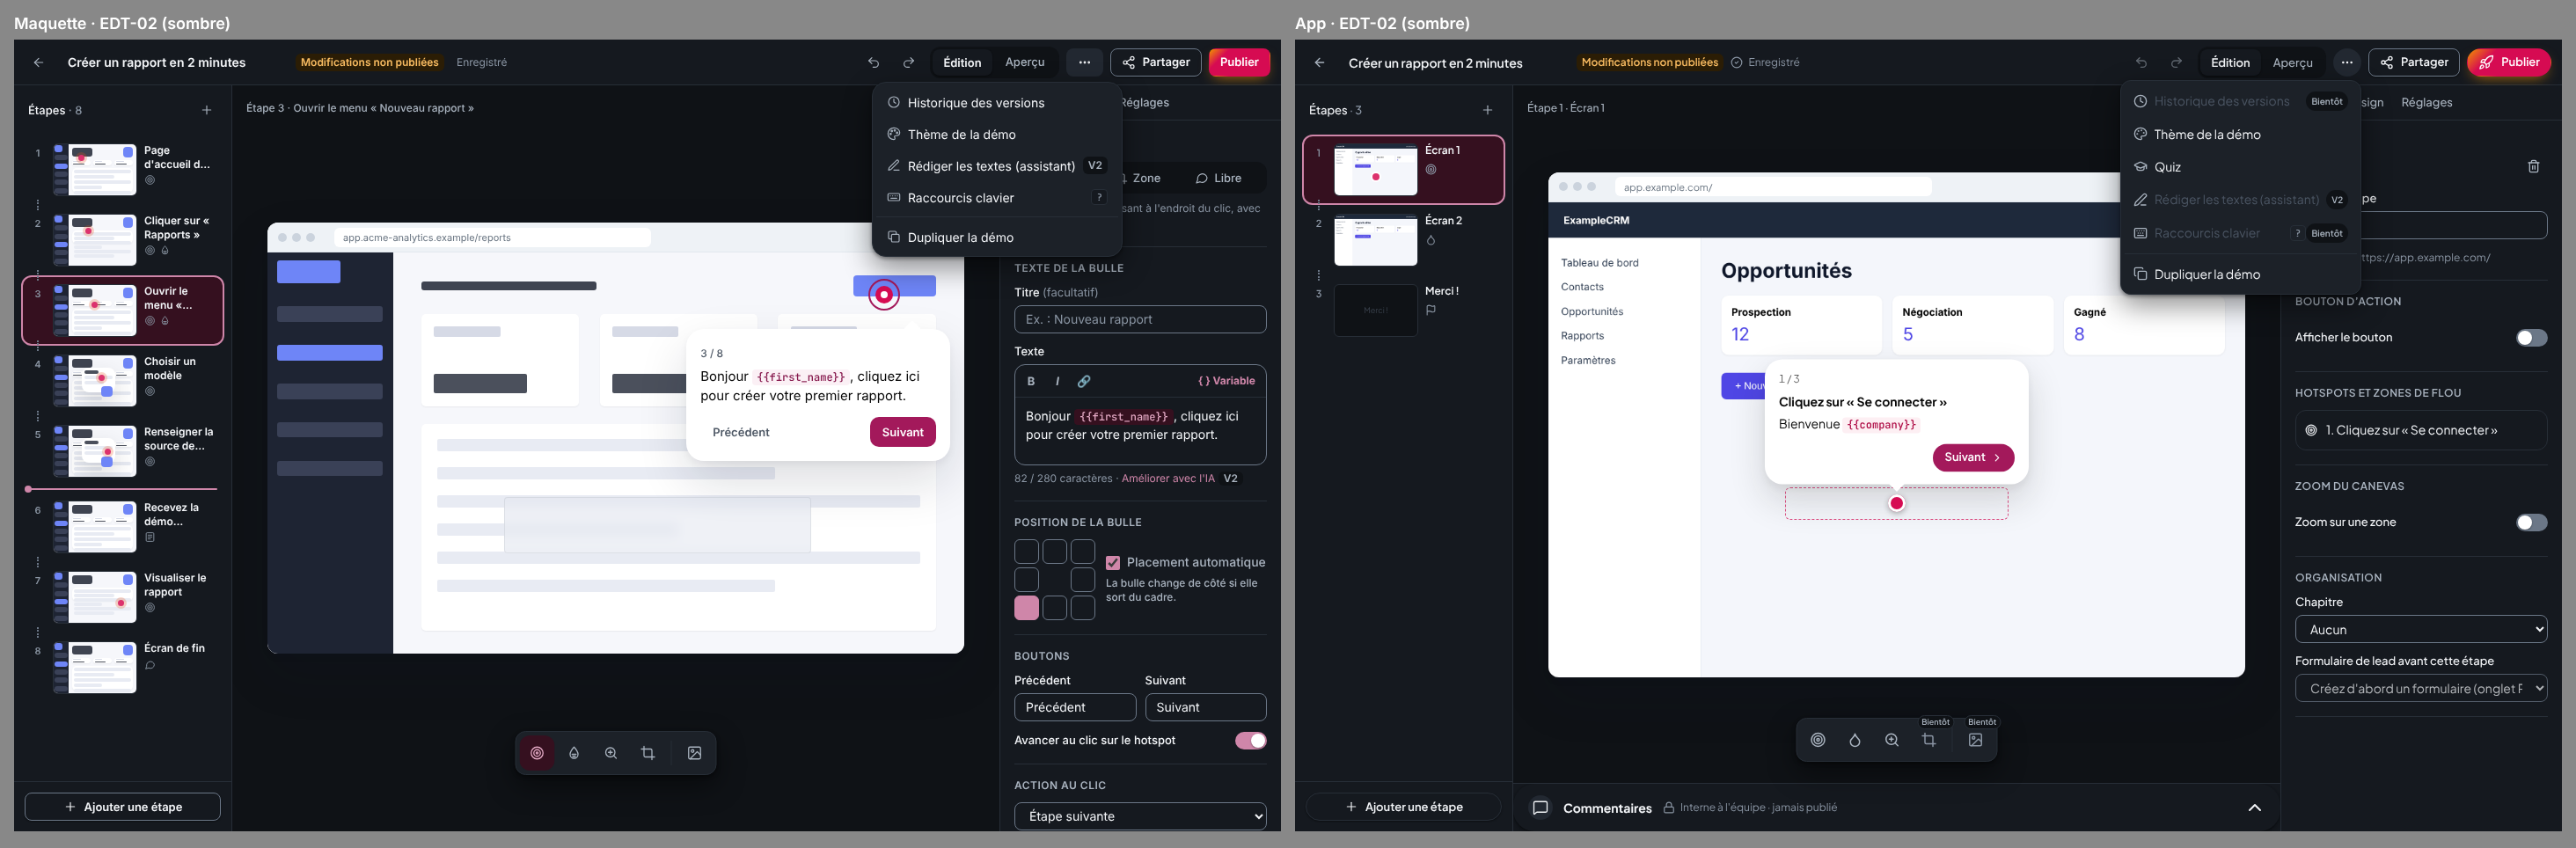 Maquette · EDT-02 (sombre)
Créer un rapport en 2 minutes
Modifications non publiées
Enregistré
Édition
Aperçu
Partager
Publier
Étapes · 8
1
Page
d'accueil d...
2
Cliquer sur «
Rapports »
3
Ouvrir le
menu «...
4
Choisir un
modèle
5
Renseigner la
source de...
6
Recevez la
démo...
7
Visualiser le
rapport
8
Écran de fin
Ajouter une étape
Étape 3 · Ouvrir le menu « Nouveau rapport »
Historique des versions
Thème de la démo
Rédiger les textes (assistant) V2
Raccourcis clavier ?
Dupliquer la démo
app.acme-analytics.example/reports
3 / 8
Bonjour {{first_name}}, cliquez ici
pour créer votre premier rapport.
Précédent
Suivant
Réglages
Zone
Libre
sant à l'endroit du clic, avec
TEXTE DE LA BULLE
Titre (facultatif)
Ex. : Nouveau rapport
Texte
B I { } Variable
Bonjour {{first_name}}, cliquez ici
pour créer votre premier rapport.
82 / 280 caractères · Améliorer avec l'IA V2
POSITION DE LA BULLE
Placement automatique
La bulle change de côté si elle
sort du cadre.
BOUTONS
Précédent
Suivant
Précédent
Suivant
Avancer au clic sur le hotspot
ACTION AU CLIC
Étape suivante
App · EDT-02 (sombre)
Créer un rapport en 2 minutes
Modifications non publiées
Enregistré
Édition
Aperçu
Partager
Publier
Étapes · 3
1
Écran 1
2
Écran 2
3
Merci !
Merci !
Ajouter une étape
Étape 1 · Écran 1
Historique des versions Bientôt
Thème de la démo
Quiz
Rédiger les textes (assistant) V2
Raccourcis clavier ? Bientôt
Dupliquer la démo
app.example.com/
ExampleCRM
Tableau de bord
Contacts
Opportunités
Rapports
Paramètres
Opportunités
Prospection
12
Négociation
5
Gagné
8
+ Nouv
1 / 3
Cliquez sur « Se connecter »
Bienvenue {{company}}
Suivant
Bientôt
Bientôt
Commentaires
Interne à l'équipe · jamais publié
sign
Réglages
pe
ttps://app.example.com/
BOUTON D'ACTION
Afficher le bouton
HOTSPOTS ET ZONES DE FLOU
1. Cliquez sur « Se connecter »
ZOOM DU CANEVAS
Zoom sur une zone
ORGANISATION
Chapitre
Aucun
Formulaire de lead avant cette étape
Créez d'abord un formulaire (onglet F